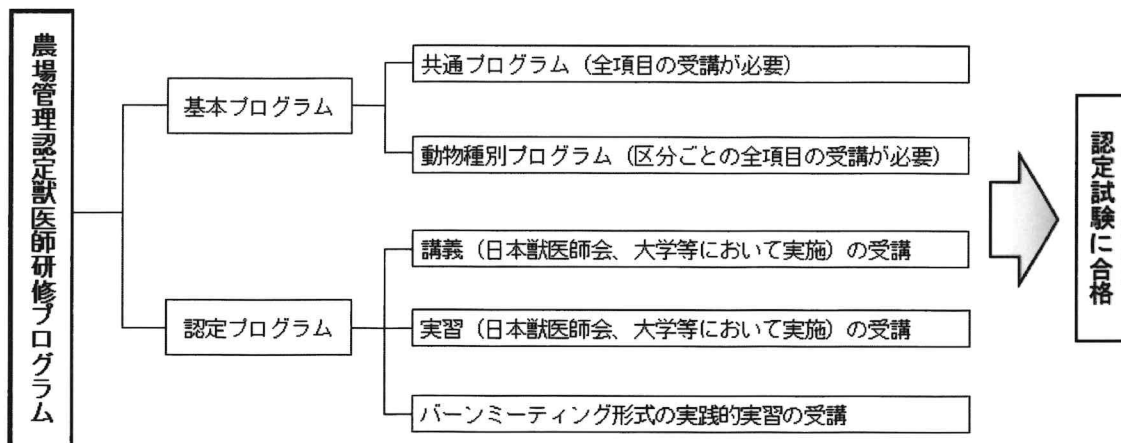 農場管理認定獣医師研修プログラム
基本プログラム
共通プログラム（全項目の受講が必要）
動物種別プログラム（区分ごとの全項目の受講が必要）
認定プログラム
講義（日本獣医師会、大学等において実施）の受講
実習（日本獣医師会、大学等において実施）の受講
バーンミーティング形式の実践的実習の受講
認定試験に合格